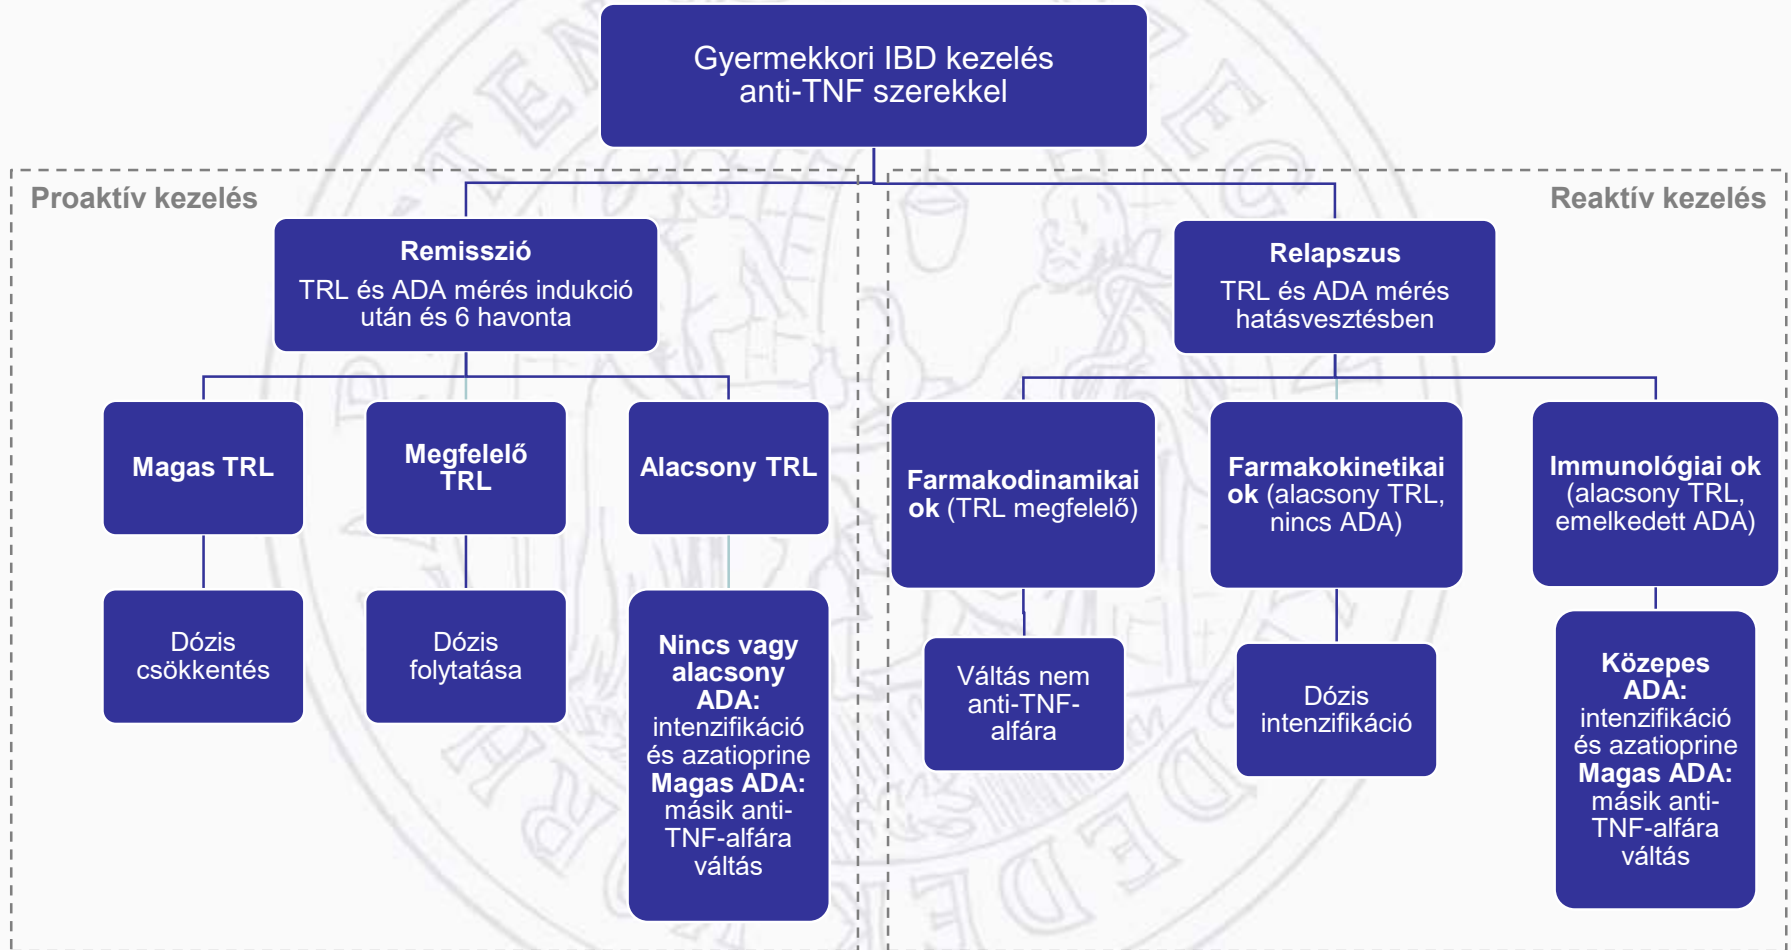 Gyermekkori IBD kezelés
anti-TNF szerekkel
Proaktív kezelés
Reaktív kezelés
Remisszió
TRL és ADA mérés indukció
után és 6 havonta
Relapszus
TRL és ADA mérés
hatásvesztésben
Magas TRL
Megfelelő
TRL
Alacsony TRL
Farmakodinamikai
ok (TRL megfelelő)
Farmakokinetikai
ok (alacsony TRL,
nincs ADA)
Immunológiai ok
(alacsony TRL,
emelkedett ADA)
Dózis
csökkentés
Dózis
folytatása
Nincs vagy
alacsony
ADA:
intenzifikáció
és azatioprine
Magas ADA:
másik anti-
TNF-alfára
váltás
Váltás nem
anti-TNF-
alfára
Dózis
intenzifikáció
Közepes
ADA:
intenzifikáció
és azatioprine
Magas ADA:
másik anti-
TNF-alfára
váltás